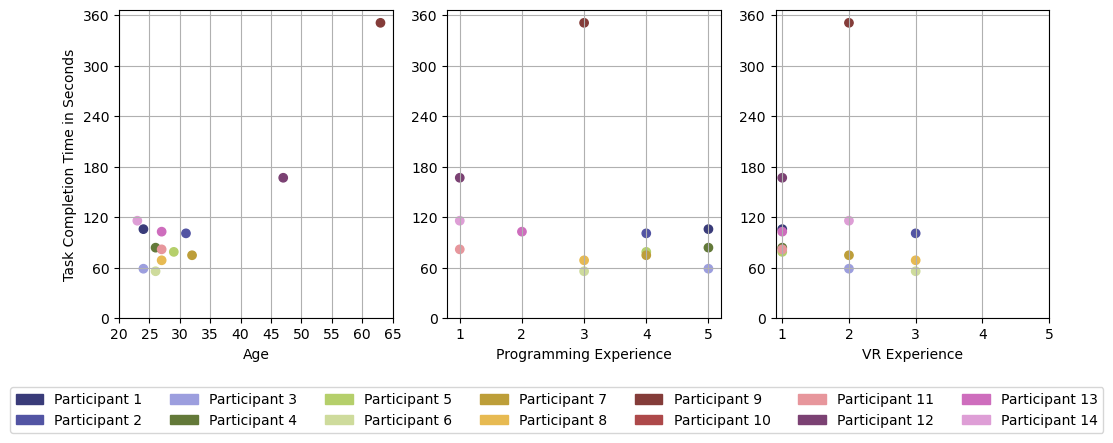 Task Completion Time in Seconds
360
300
240
180
120
60
0
20 25 30 35 40 45 50 55 60 65
Age
360
300
240
180
120
60
0
1 2 3 4 5
Programming Experience
360
300
240
180
120
60
0
1 2 3 4 5
VR Experience
Participant 1 Participant 3 Participant 5 Participant 7 Participant 9 Participant 11 Participant 13
Participant 2 Participant 4 Participant 6 Participant 8 Participant 10 Participant 12 Participant 14